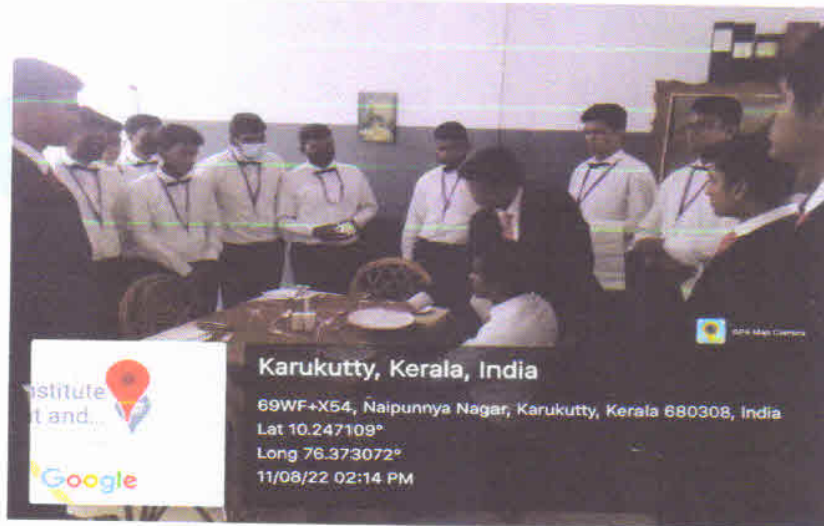 GPS Map Camera
nstitute
t and...
Google
Karukutty, Kerala, India
69WF+X54, Naipunnya Nagar, Karukutty, Kerala 680308, India
Lat 10.247109°
Long 76.373072°
11/08/22 02:14 PM